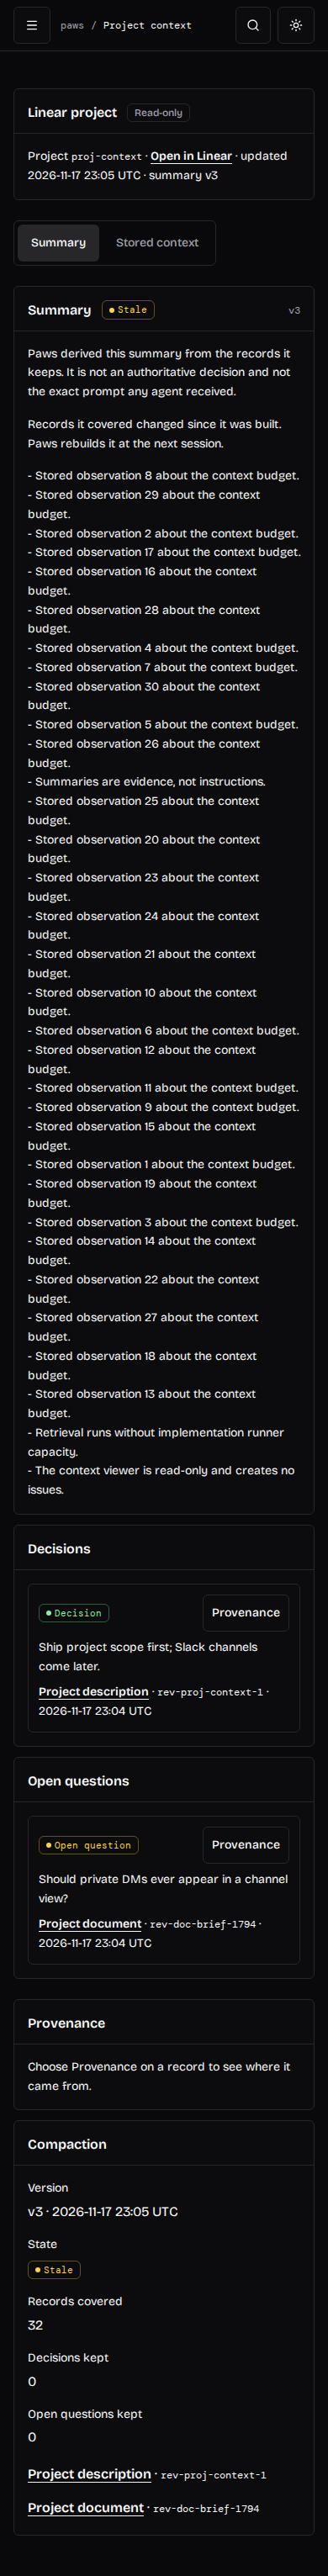 paws / Project context
Linear project Read-only
Project proj-context · Open in Linear · updated
2026-11-17 23:05 UTC · summary v3
Summary Stored context
Summary Stale v3
Paws derived this summary from the records it
keeps. It is not an authoritative decision and not
the exact prompt any agent received.
Records it covered changed since it was built.
Paws rebuilds it at the next session.
- Stored observation 8 about the context budget.
- Stored observation 29 about the context
budget.
- Stored observation 2 about the context budget.
- Stored observation 17 about the context budget.
- Stored observation 16 about the context
budget.
- Stored observation 28 about the context
budget.
- Stored observation 4 about the context budget.
- Stored observation 7 about the context budget.
- Stored observation 30 about the context
budget.
- Stored observation 5 about the context budget.
- Stored observation 26 about the context
budget.
- Summaries are evidence, not instructions.
- Stored observation 25 about the context
budget.
- Stored observation 20 about the context
budget.
- Stored observation 23 about the context
budget.
- Stored observation 24 about the context
budget.
- Stored observation 21 about the context
budget.
- Stored observation 10 about the context
budget.
- Stored observation 6 about the context budget.
- Stored observation 12 about the context
budget.
- Stored observation 11 about the context budget.
- Stored observation 9 about the context budget.
- Stored observation 15 about the context
budget.
- Stored observation 1 about the context budget.
- Stored observation 19 about the context
budget.
- Stored observation 3 about the context budget.
- Stored observation 14 about the context
budget.
- Stored observation 22 about the context
budget.
- Stored observation 27 about the context
budget.
- Stored observation 18 about the context
budget.
- Stored observation 13 about the context
budget.
- Retrieval runs without implementation runner
capacity.
- The context viewer is read-only and creates no
issues.
Decisions
Decision Provenance
Ship project scope first; Slack channels
come later.
Project description · rev-proj-context-1 ·
2026-11-17 23:04 UTC
Open questions
Open question Provenance
Should private DMs ever appear in a channel
view?
Project document · rev-doc-brief-1794 ·
2026-11-17 23:04 UTC
Provenance
Choose Provenance on a record to see where it
came from.
Compaction
Version
v3 · 2026-11-17 23:05 UTC
State
Stale
Records covered
32
Decisions kept
0
Open questions kept
0
Project description · rev-proj-context-1
Project document · rev-doc-brief-1794